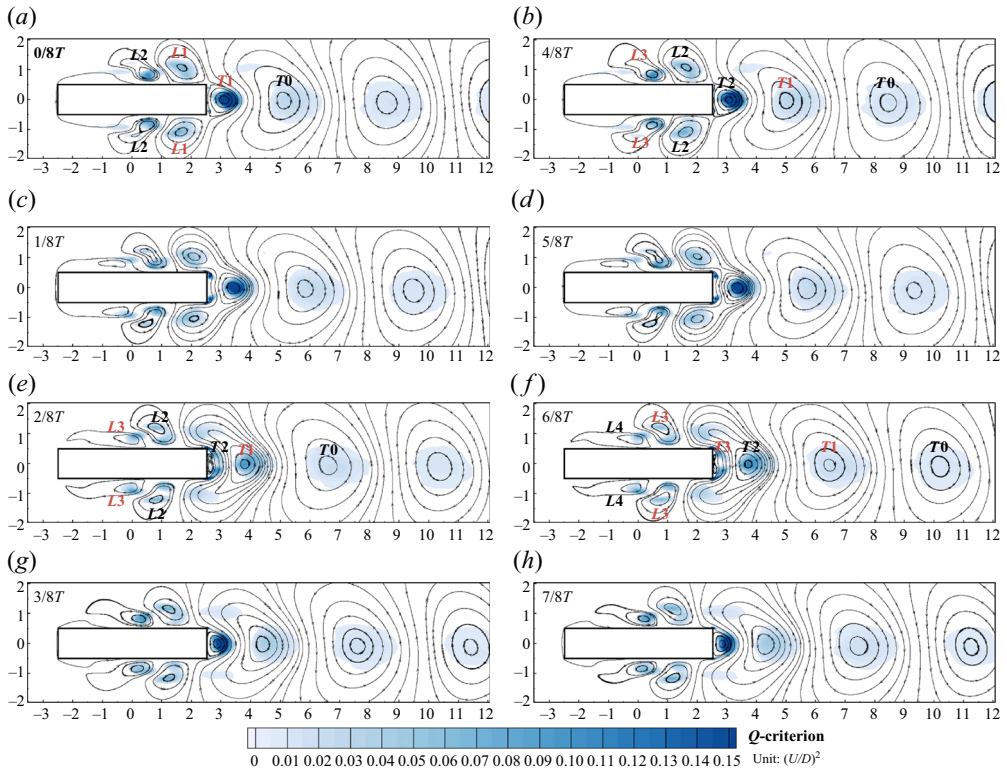 (a) (b)
2 0/8T L2 L1 T1 T0
1
0
−1
−2 L2 L1
−3 −2 −1 0 1 2 3 4 5 6 7 8 9 10 11 12
2 4/8T L3 L2 T2 T1 T0
1
0
−1
−2 L3 L2
−3 −2 −1 0 1 2 3 4 5 6 7 8 9 10 11 12
(c) (d)
2 1/8T
1
0
−1
−2
−3 −2 −1 0 1 2 3 4 5 6 7 8 9 10 11 12
2 5/8T
1
0
−1
−2
−3 −2 −1 0 1 2 3 4 5 6 7 8 9 10 11 12
(e) (f)
2 2/8T L3 L2 T2 T1 T0
1
0
−1
−2 L3 L2
−3 −2 −1 0 1 2 3 4 5 6 7 8 9 10 11 12
2 6/8T L4 L3 T3 T2 T1 T0
1
0
−1
−2 L4 L3
−3 −2 −1 0 1 2 3 4 5 6 7 8 9 10 11 12
(g) (h)
2 3/8T
1
0
−1
−2
−3 −2 −1 0 1 2 3 4 5 6 7 8 9 10 11 12
2 7/8T
1
0
−1
−2
−3 −2 −1 0 1 2 3 4 5 6 7 8 9 10 11 12
Q-criterion
0 0.01 0.02 0.03 0.04 0.05 0.06 0.07 0.08 0.09 0.10 0.11 0.12 0.13 0.14 0.15 Unit: (U/D)²